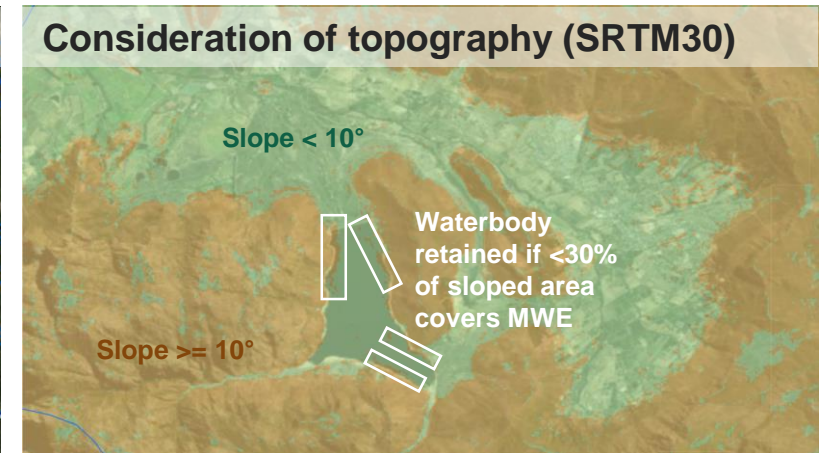 Consideration of topography (SRTM30)
Slope < 10°
Waterbody
retained if <30%
of sloped area
covers MWE
Slope >= 10°